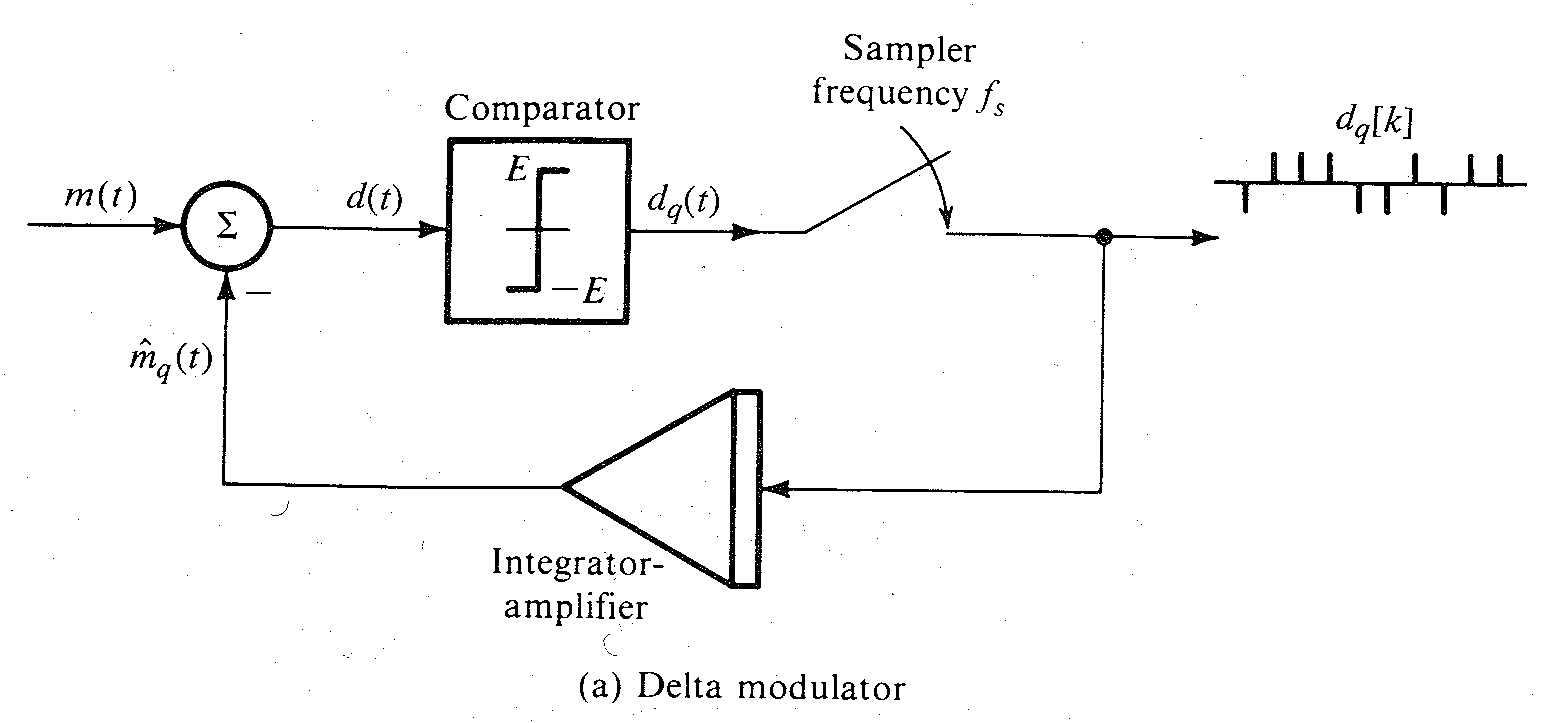 Sampler
frequency f_s
Comparator
d_q[k]
m(t)
Σ
d(t)
E
−E
d_q(t)
−
m̂_q(t)
Integrator-
amplifier
(a) Delta modulator